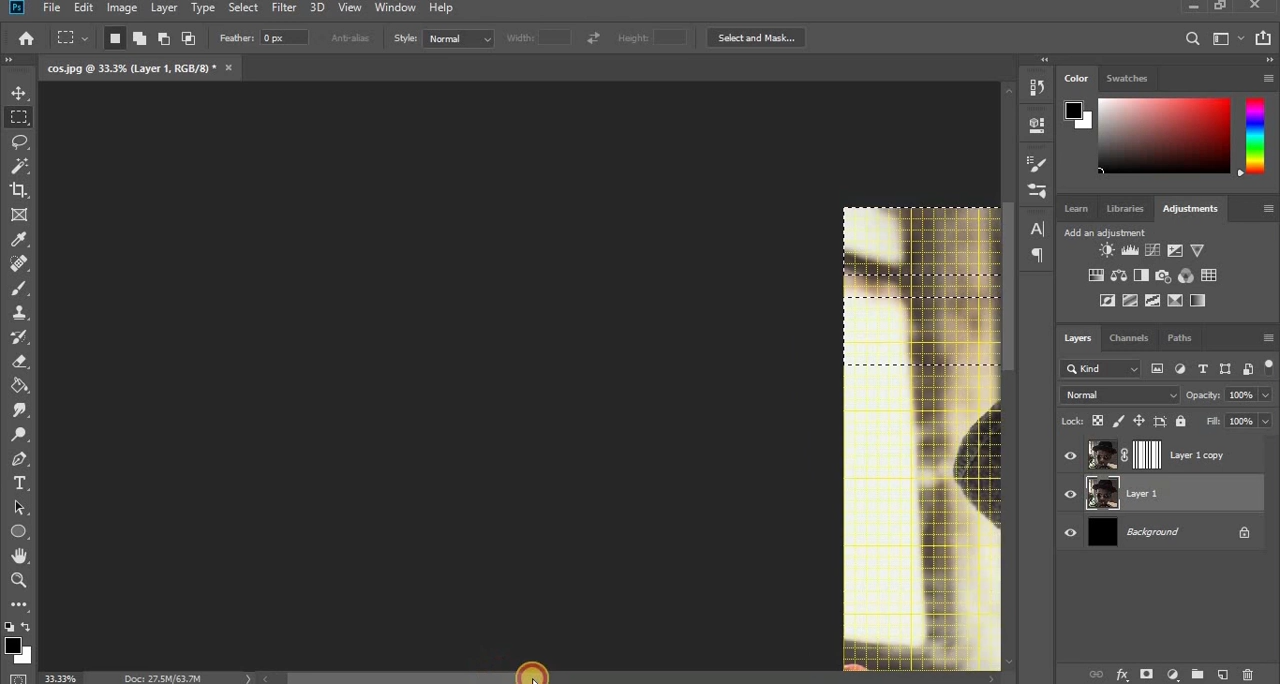 Ps File Edit Image Layer Type Select Filter 3D View Window Help
Feather: 0 px Anti-alias Style: Normal Width: Height: Select and Mask...
cos.jpg @ 33.3% (Layer 1, RGB/8) *
Color Swatches
Learn Libraries Adjustments
Add an adjustment
Layers Channels Paths
Kind
Normal Opacity: 100%
Lock: Fill: 100%
Layer 1 copy
Layer 1
Background
33.33% Doc: 27.5M/63.7M